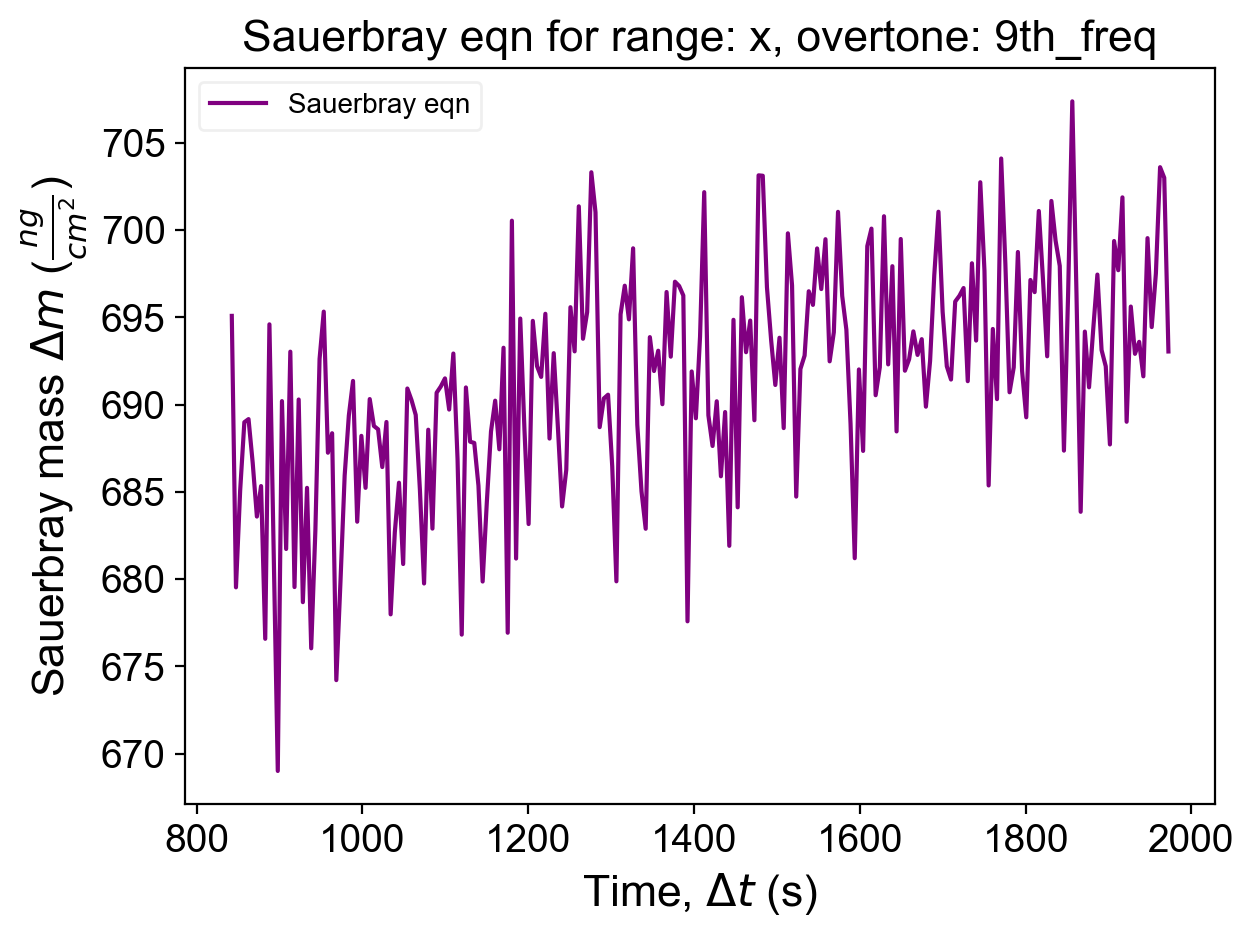 Sauerbray eqn for range: x, overtone: 9th_freq
Sauerbray eqn
Sauerbray mass Δm (ng/cm²)
705
700
695
690
685
680
675
670
800 1000 1200 1400 1600 1800 2000
Time, Δt (s)